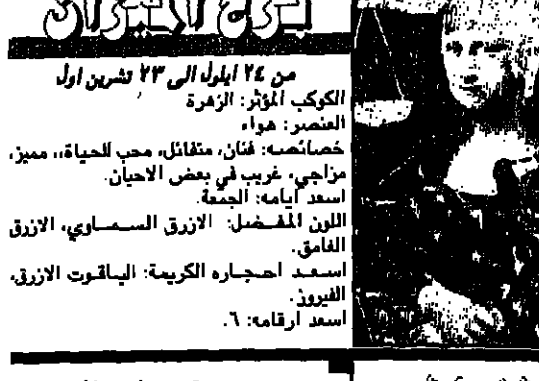 برج الميزان
من ٢٤ ايلول الى ٢٣ تشرين اول
الكوكب المؤثر: الزهرة
العنصر: هواء
خصائصه: فنان، متفائل، محب للحياة،، مميز،
مزاجي، غريب في بعض الاحيان.
اسعد أيامه: الجمعة.
اللون المفضل: الازرق السماوي، الازرق
الغامق.
اسعد احجاره الكريمة: الياقوت الازرق،
الفيروز.
اسعد ارقامه: ٦.